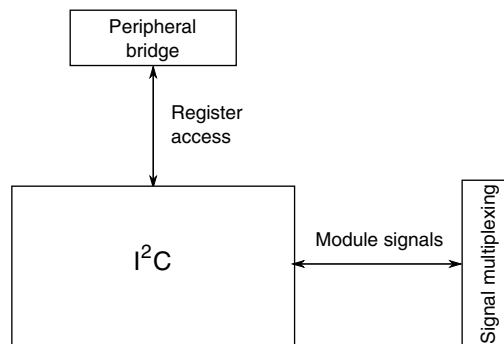 Peripheral
bridge
Register
access
I²C
Module signals
Signal multiplexing